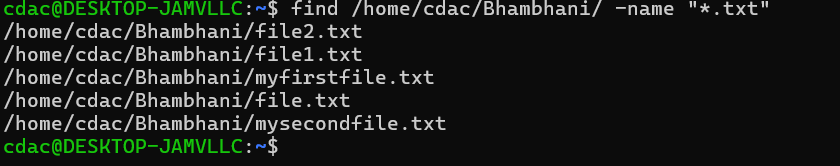 cdac@DESKTOP-JAMVLLC:~$ find /home/cdac/Bhambhani/ -name "*.txt"
/home/cdac/Bhambhani/file2.txt
/home/cdac/Bhambhani/file1.txt
/home/cdac/Bhambhani/myfirstfile.txt
/home/cdac/Bhambhani/file.txt
/home/cdac/Bhambhani/mysecondfile.txt
cdac@DESKTOP-JAMVLLC:~$